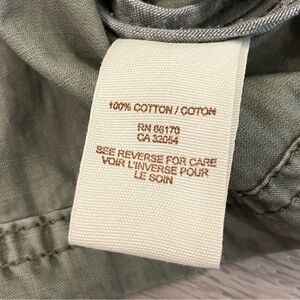 100% COTTON / COTON
RN 66170
CA 32054
SEE REVERSE FOR CARE
VOIR L'INVERSE POUR
LE SOIN